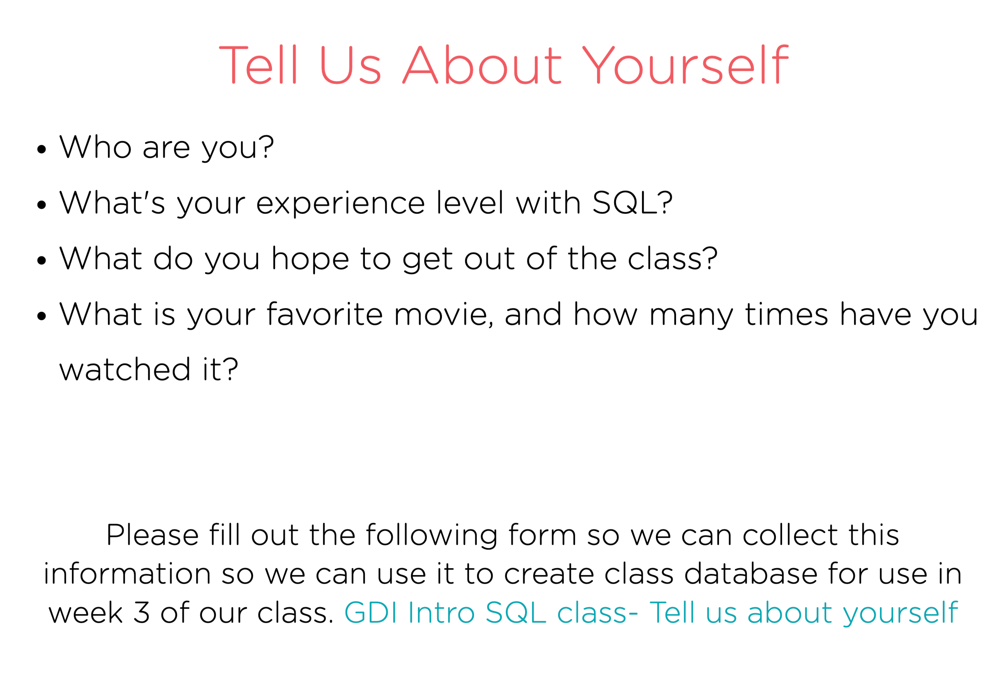 Tell Us About Yourself
• Who are you?
• What's your experience level with SQL?
• What do you hope to get out of the class?
• What is your favorite movie, and how many times have you
watched it?
Please fill out the following form so we can collect this
information so we can use it to create class database for use in
week 3 of our class. GDI Intro SQL class- Tell us about yourself